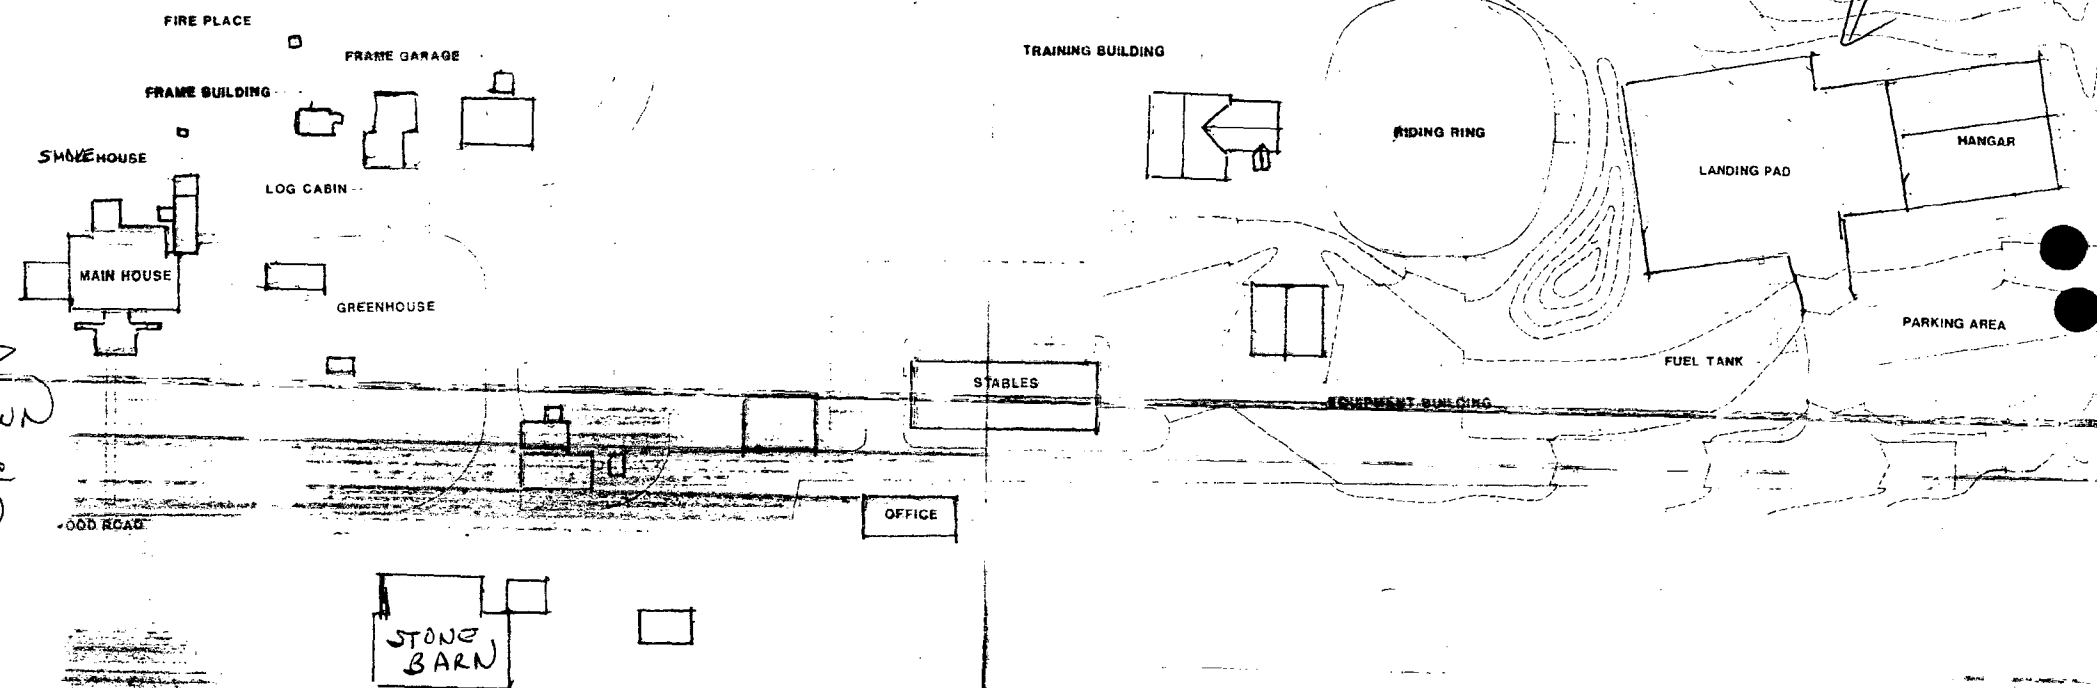 FIRE PLACE
FRAME GARAGE
TRAINING BUILDING
FRAME BUILDING
RIDING RING
HANGAR
SMOKEHOUSE
LANDING PAD
LOG CABIN
MAIN HOUSE
GREENHOUSE
PARKING AREA
FUEL TANK
STABLES
EQUIPMENT BUILDING
OFFICE
ROAD
STONE
BARN